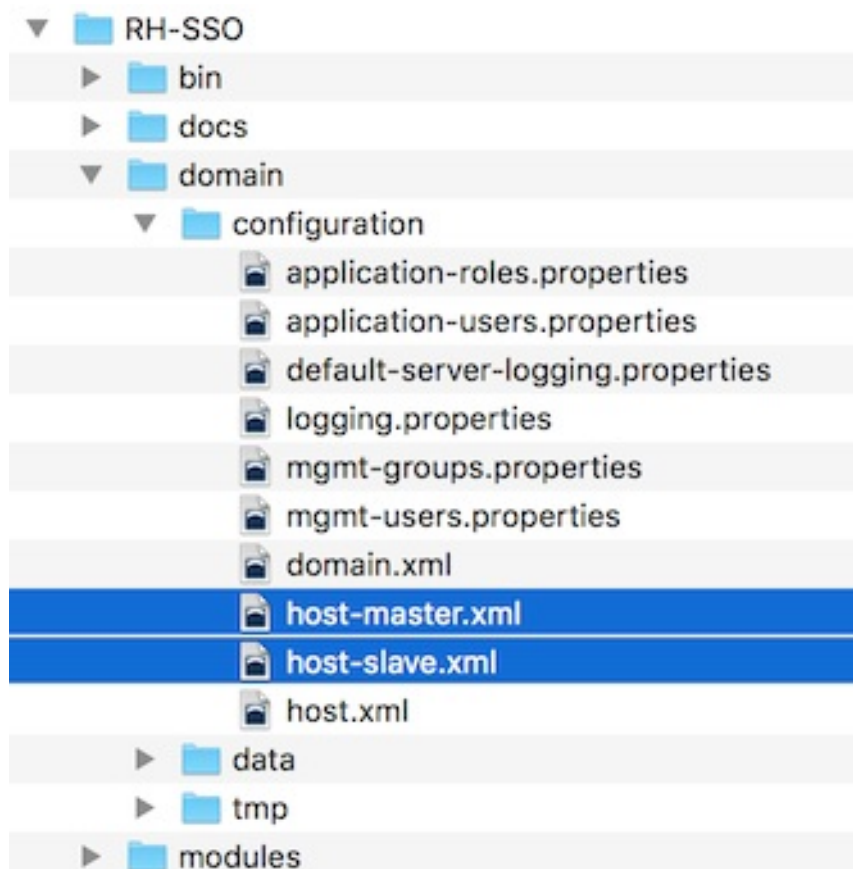 RH-SSO
bin
docs
domain
configuration
application-roles.properties
application-users.properties
default-server-logging.properties
logging.properties
mgmt-groups.properties
mgmt-users.properties
domain.xml
host-master.xml
host-slave.xml
host.xml
data
tmp
modules